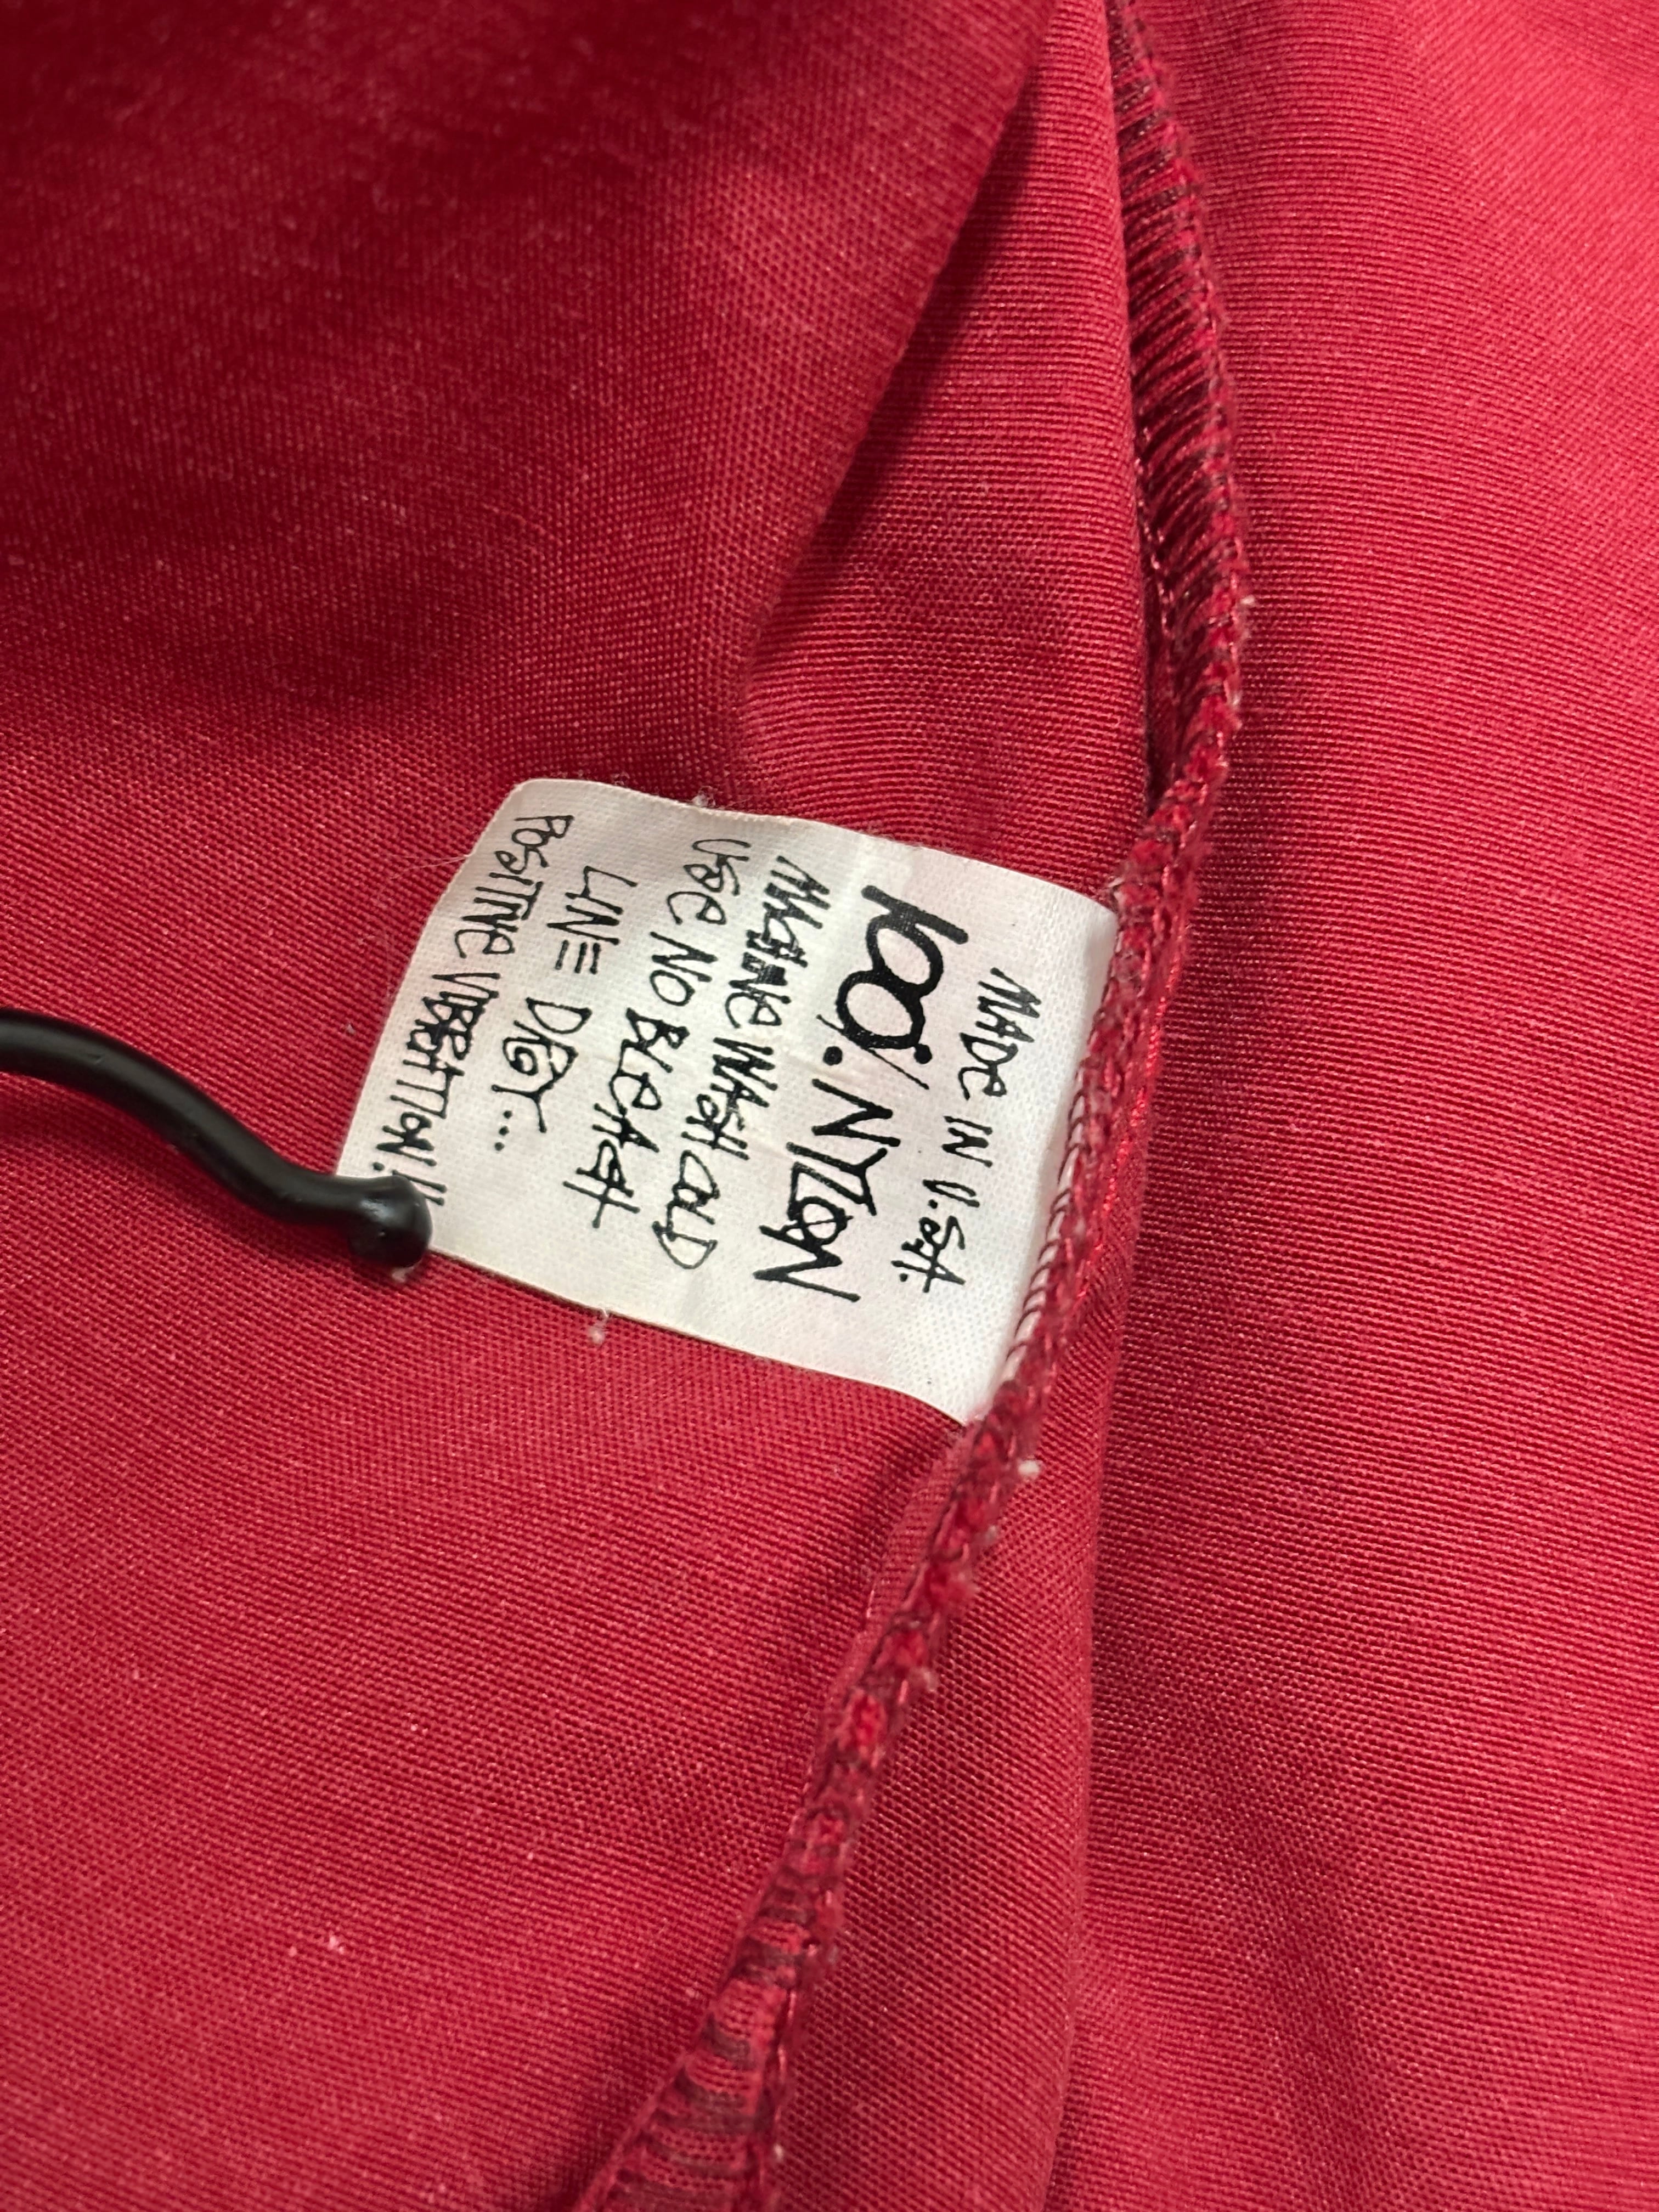 MADE IN U.S.A.
100% NYLON
MACHINE WASH COLD
USE NO BLEACH
LINE DRY...
POSITIVE VIBRATION!!